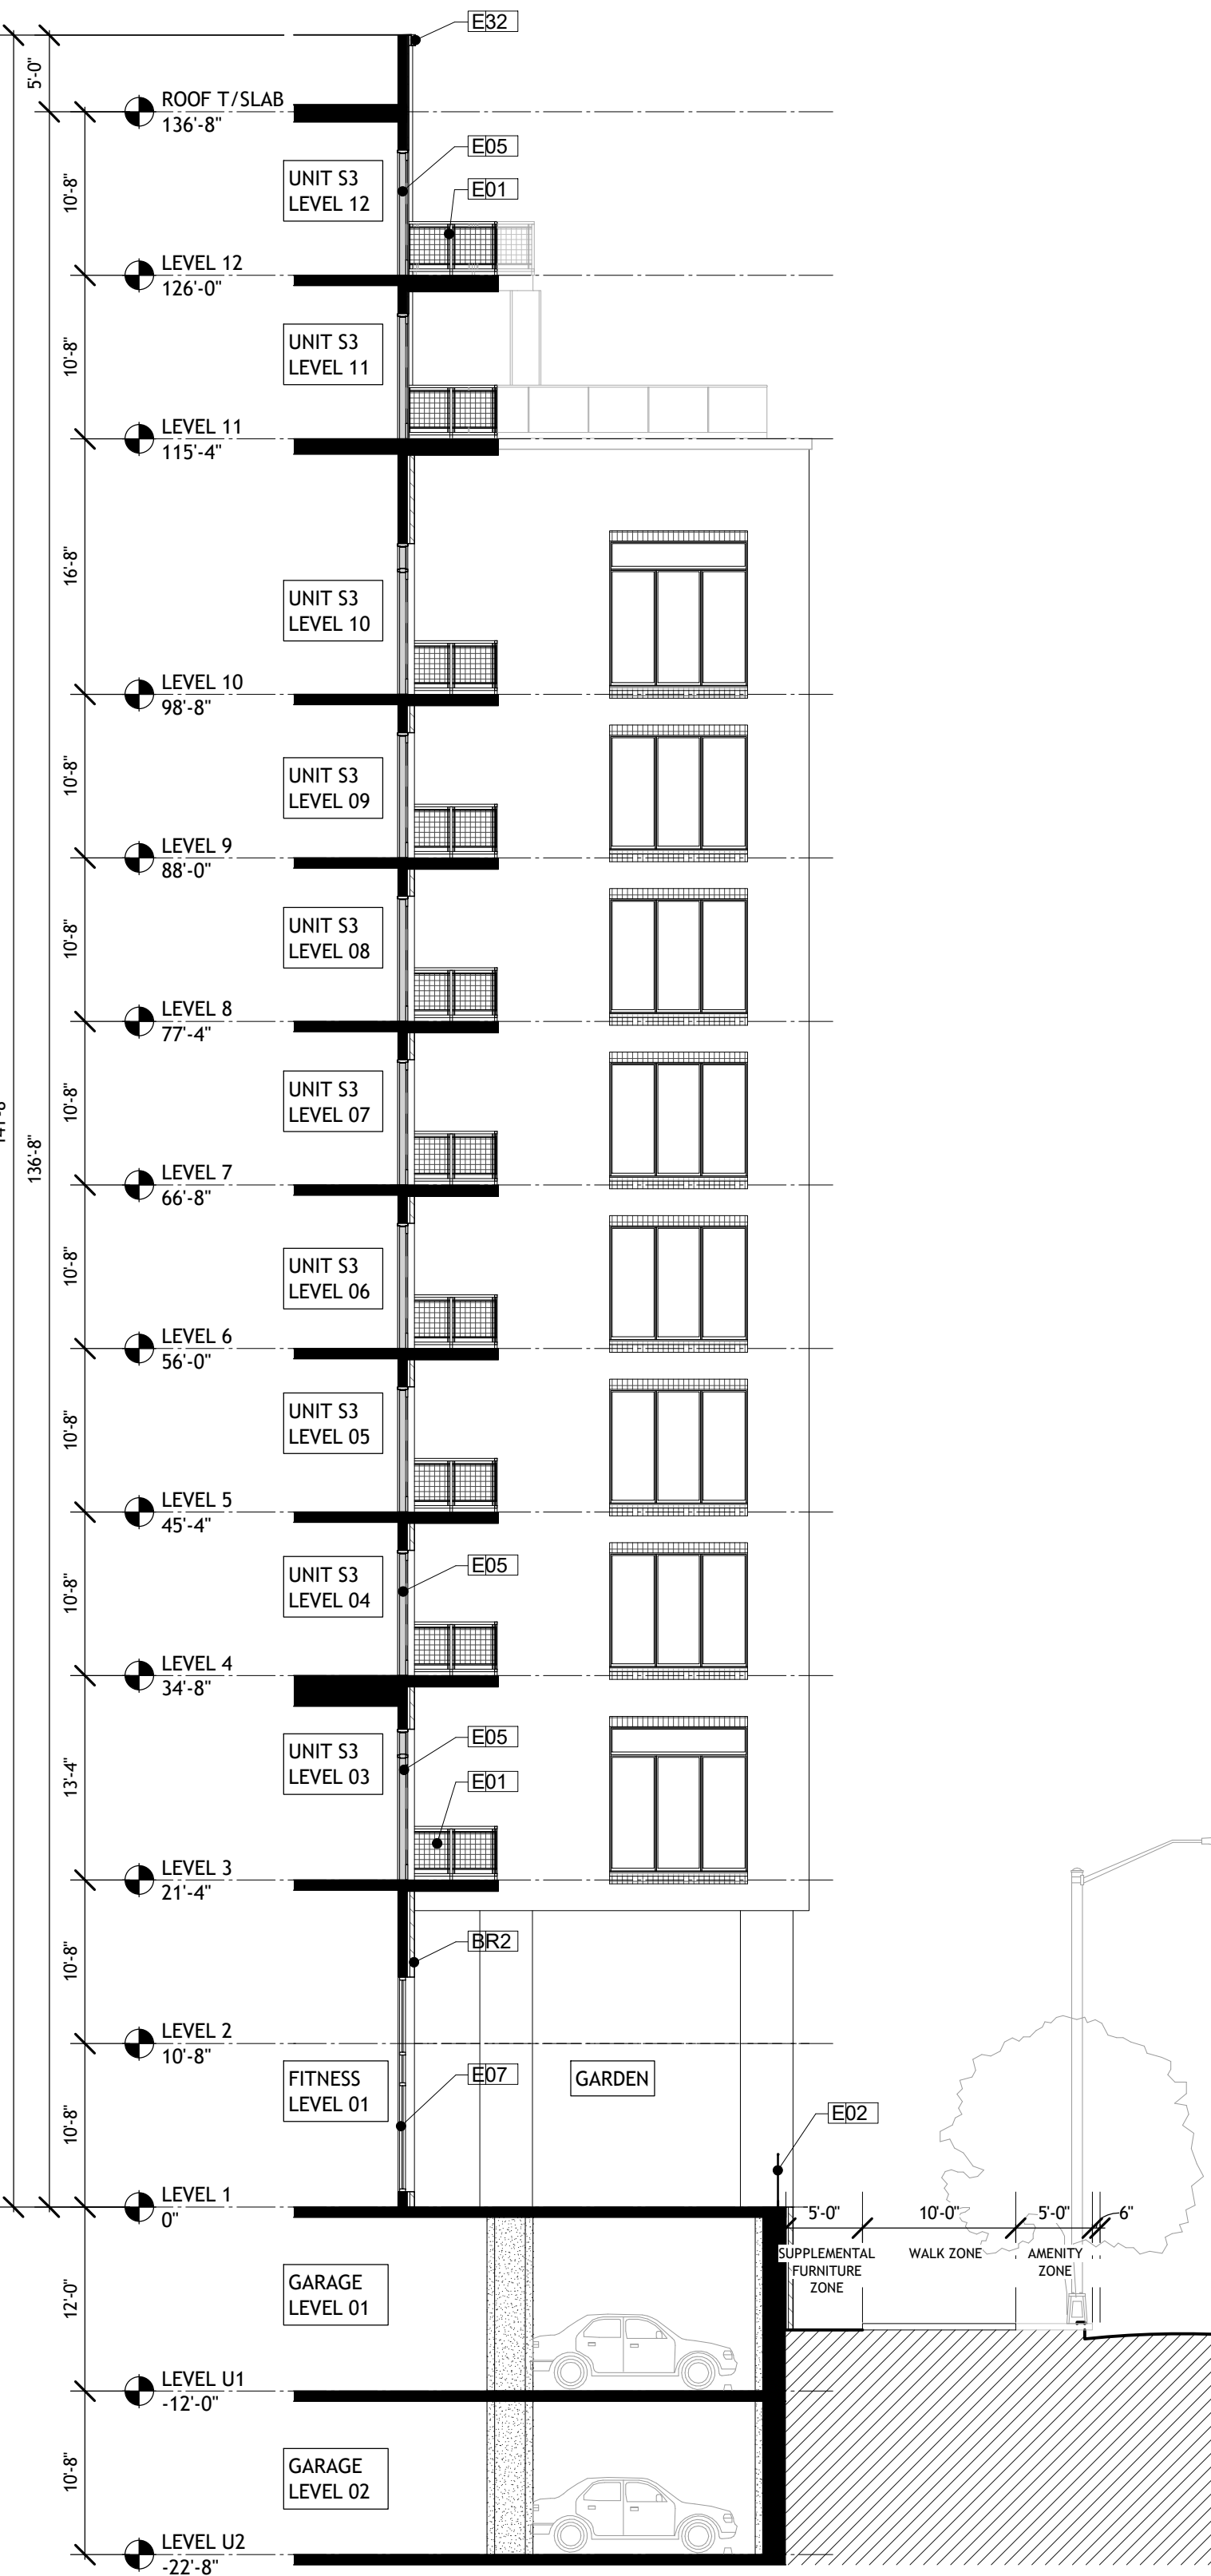 E32
5'-0"
ROOF T/SLAB
136'-8"
E05
UNIT S3
LEVEL 12
10'-8"
E01
LEVEL 12
126'-0"
UNIT S3
LEVEL 11
10'-8"
LEVEL 11
115'-4"
16'-8"
UNIT S3
LEVEL 10
LEVEL 10
98'-8"
10'-8"
UNIT S3
LEVEL 09
LEVEL 9
88'-0"
10'-8"
UNIT S3
LEVEL 08
LEVEL 8
77'-4"
10'-8"
UNIT S3
LEVEL 07
136'-8"
LEVEL 7
66'-8"
10'-8"
UNIT S3
LEVEL 06
LEVEL 6
56'-0"
10'-8"
UNIT S3
LEVEL 05
LEVEL 5
45'-4"
10'-8"
UNIT S3
LEVEL 04
E05
LEVEL 4
34'-8"
13'-4"
UNIT S3
LEVEL 03
E05
E01
LEVEL 3
21'-4"
10'-8"
BR2
LEVEL 2
10'-8"
10'-8"
FITNESS
LEVEL 01
E07
GARDEN
E02
LEVEL 1
0"
5'-0"
10'-0"
5'-0"
6"
SUPPLEMENTAL
FURNITURE
ZONE
WALK ZONE
AMENITY
ZONE
12'-0"
GARAGE
LEVEL 01
LEVEL U1
-12'-0"
10'-8"
GARAGE
LEVEL 02
LEVEL U2
-22'-8"